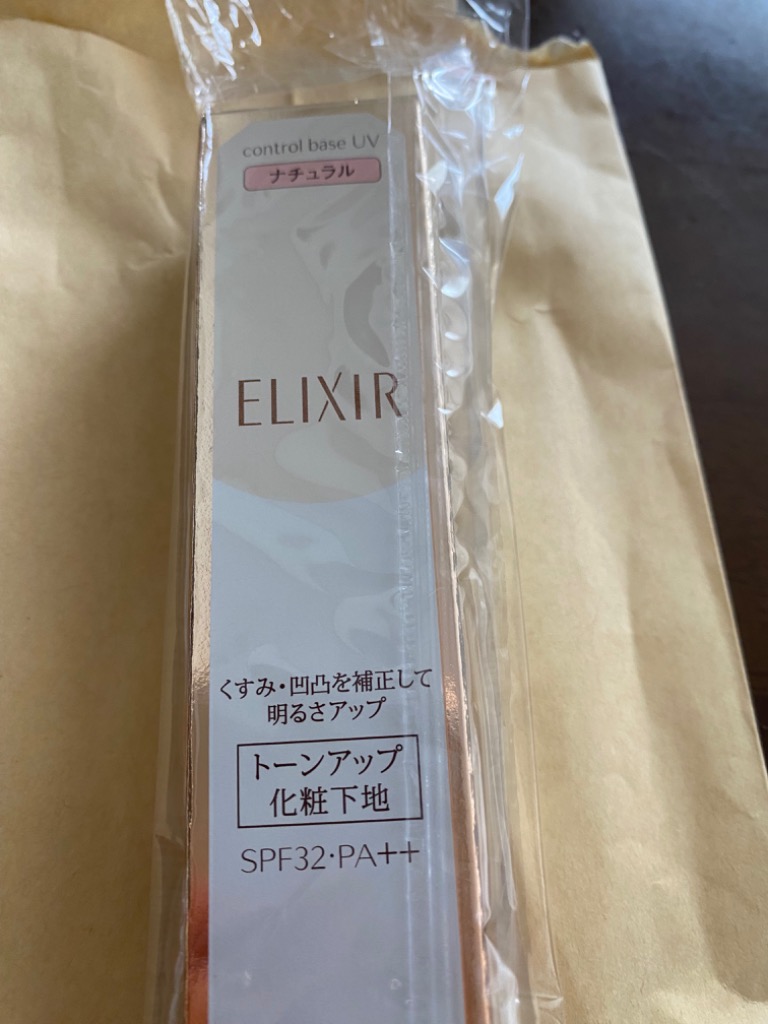 control base UV
ナチュラル
ELIXIR
くすみ・凹凸を補正して
明るさアップ
トーンアップ
化粧下地
SPF32・PA++